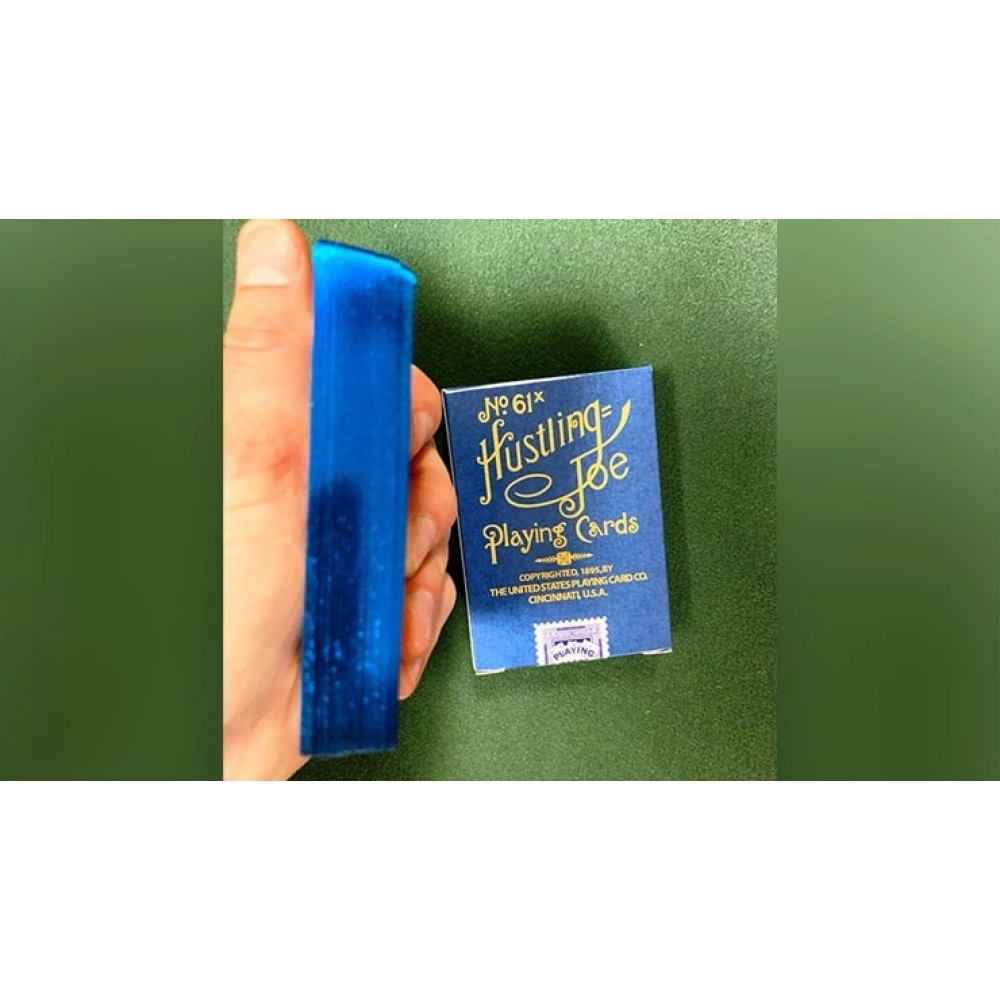 Nº 61x
Hustling=
Joe
Playing Cards
COPYRIGHTED, 1895, BY
THE UNITED STATES PLAYING CARD CO.
CINCINNATI, U.S.A.
PLAYING